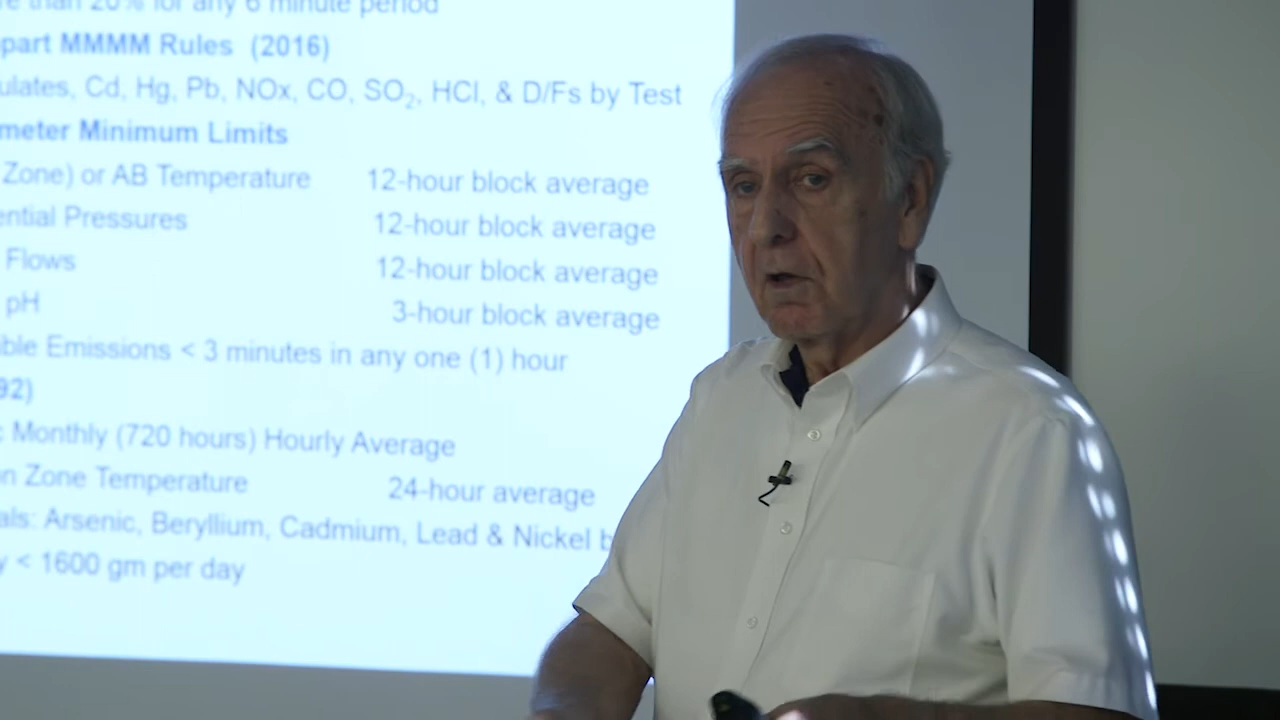 than 20% for any 6 minute period
part MMMM Rules (2016)
ulates, Cd, Hg, Pb, NOx, CO, SO₂, HCl, & D/Fs by Test
meter Minimum Limits
Zone) or AB Temperature 12-hour block average
ential Pressures 12-hour block average
Flows 12-hour block average
pH 3-hour block average
ible Emissions < 3 minutes in any one (1) hour
92)
Monthly (720 hours) Hourly Average
n Zone Temperature 24-hour average
als: Arsenic, Beryllium, Cadmium, Lead & Nickel b
y < 1600 gm per day